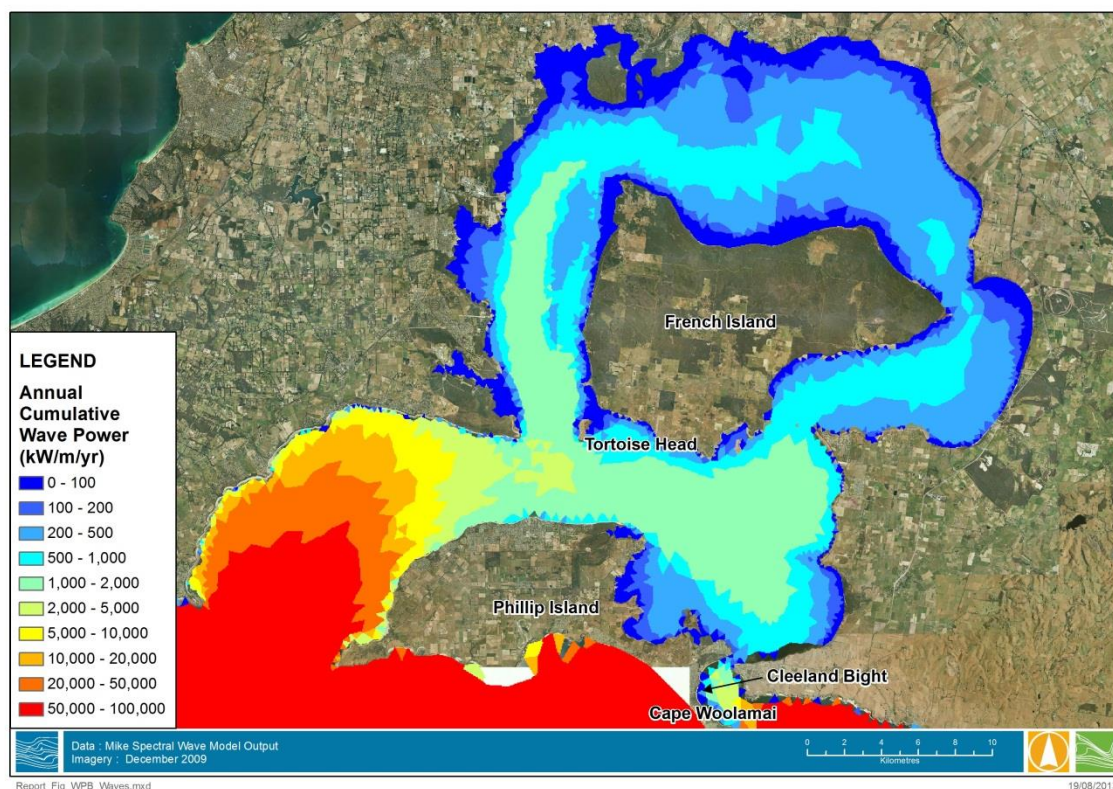 French Island
Tortoise Head
Phillip Island
Cleeland Bight
Cape Woolamai
LEGEND
Annual
Cumulative
Wave Power
(kW/m/yr)
0 - 100
100 - 200
200 - 500
500 - 1,000
1,000 - 2,000
2,000 - 5,000
5,000 - 10,000
10,000 - 20,000
20,000 - 50,000
50,000 - 100,000
Data : Mike Spectral Wave Model Output
Imagery : December 2009
0 2 4 6 8 10
Kilometres
Report_Fig_WPB_Waves.mxd